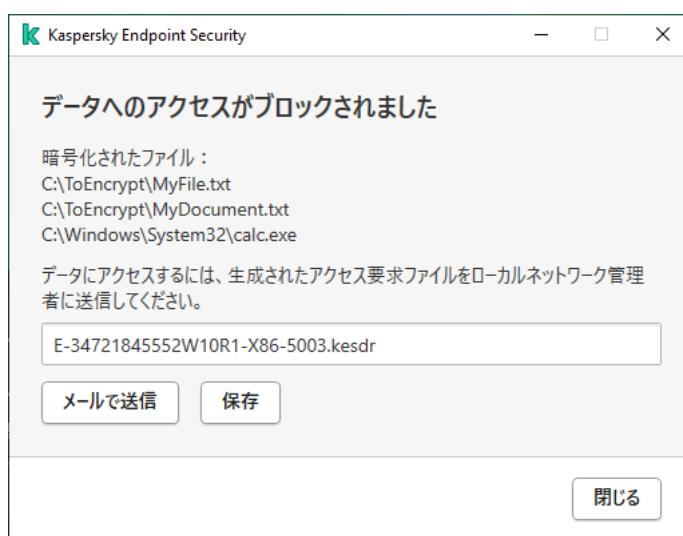 Kaspersky Endpoint Security
データへのアクセスがブロックされました
暗号化されたファイル：
C:\ToEncrypt\MyFile.txt
C:\ToEncrypt\MyDocument.txt
C:\Windows\System32\calc.exe
データにアクセスするには、生成されたアクセス要求ファイルをローカルネットワーク管理
者に送信してください。
E-34721845552W10R1-X86-5003.kesdr
メールで送信
保存
閉じる